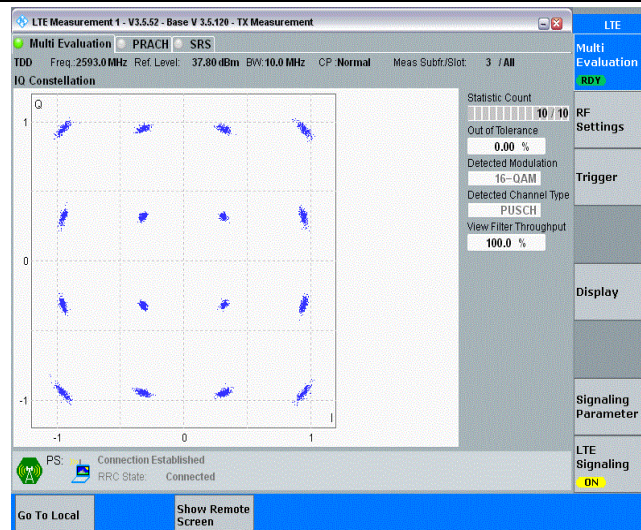 LTE Measurement 1 - V3.5.52 - Base V 3.5.120 - TX Measurement
LTE
Multi Evaluation PRACH SRS
Multi
Evaluation
RDY
TDD Freq.:2593.0 MHz Ref. Level: 37.80 dBm BW:10.0 MHz CP :Normal Meas Subfr./Slot: 3 / All
IQ Constellation
Q
1
0
-1
-1
0
1
I
Statistic Count
10 / 10
Out of Tolerance
0.00 %
Detected Modulation
16-QAM
Detected Channel Type
PUSCH
View Filter Throughput
100.0 %
RF
Settings
Trigger
Display
Signaling
Parameter
LTE
Signaling
ON
PS: Connection Established
RRC State: Connected
Go To Local
Show Remote
Screen